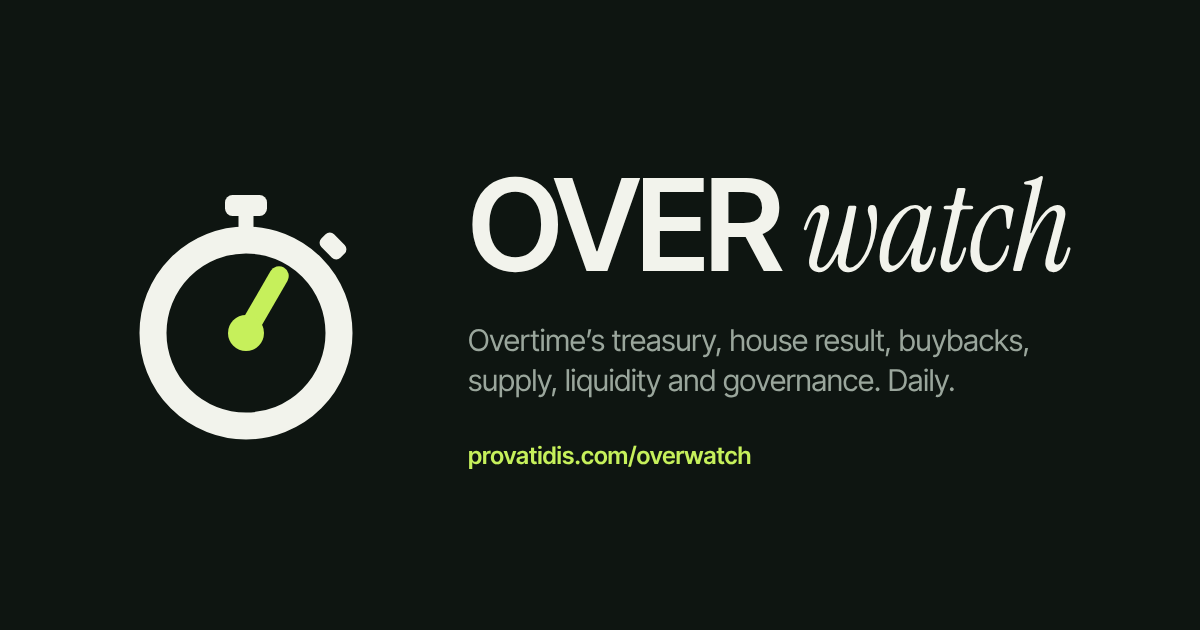 OVER watch
Overtime’s treasury, house result, buybacks,
supply, liquidity and governance. Daily.
provatidis.com/overwatch